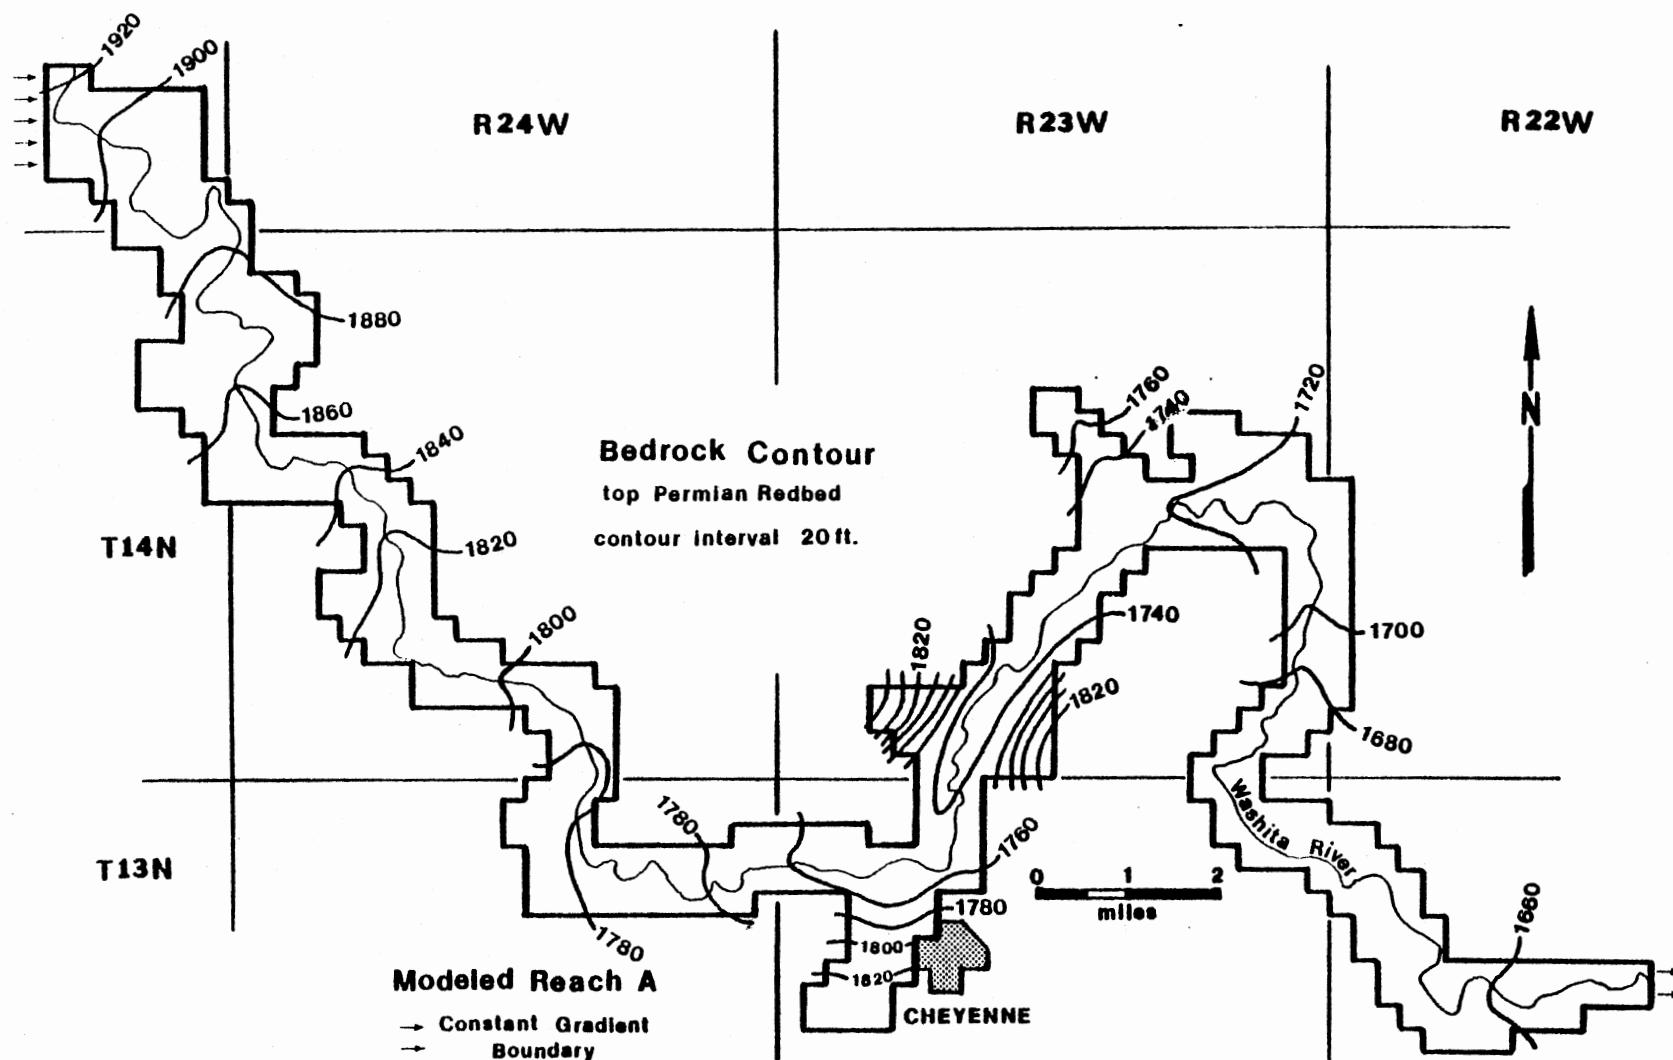 1920
1900
R24W
R23W
R22W
1880
1860
1840
1820
1800
1760
1740
1720
N
Bedrock Contour
top Permian Redbed
contour interval 20 ft.
T14N
1820
1740
1700
1820
1680
Washita River
T13N
1780
1760
0 1 2
miles
1780
1780
1800
1820
1660
CHEYENNE
Modeled Reach A
→ Constant Gradient
→ Boundary